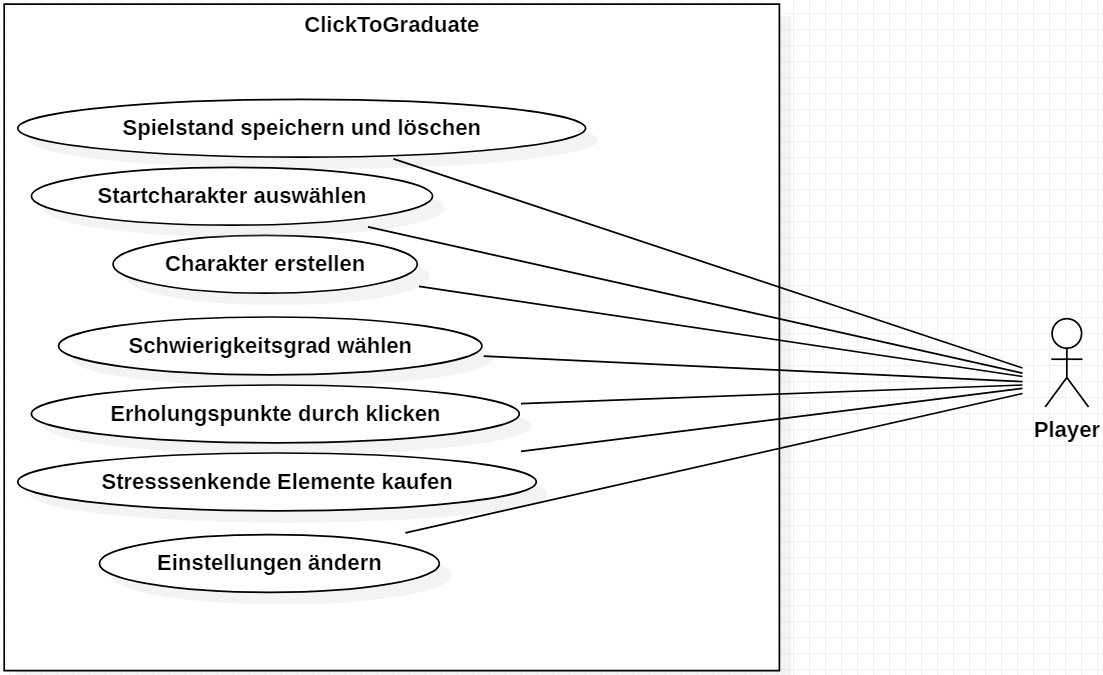 ClickToGraduate
Spielstand speichern und löschen
Startcharakter auswählen
Charakter erstellen
Schwierigkeitsgrad wählen
Erholungspunkte durch klicken
Stresssenkende Elemente kaufen
Einstellungen ändern
Player